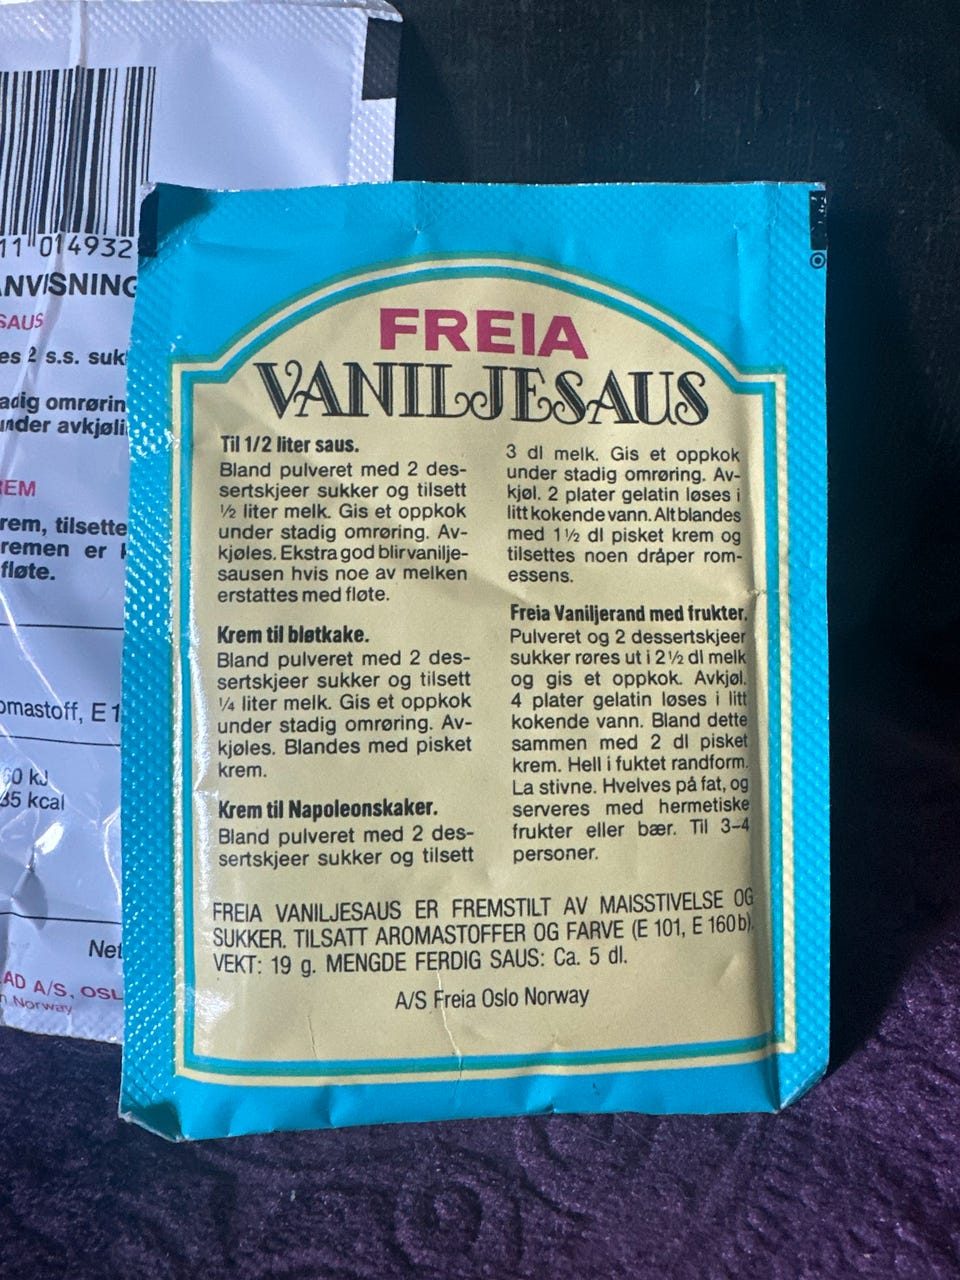 11 014932
NVISNING
SAUS
es 2 s.s. suk
adig omrørin
under avkjøli
EM
rem, tilsette
remen er
fløte.
omastoff, E 1
60 kJ
35 kcal
Net
AD A/S, OSL
Norway
FREIA
VANILJESAUS
Til 1/2 liter saus.
Bland pulveret med 2 des-
sertskjeer sukker og tilsett
½ liter melk. Gis et oppkok
under stadig omrøring. Av-
kjøles. Ekstra god blir vanilje-
sausen hvis noe av melken
erstattes med fløte.
Krem til bløtkake.
Bland pulveret med 2 des-
sertskjeer sukker og tilsett
¼ liter melk. Gis et oppkok
under stadig omrøring. Av-
kjøles. Blandes med pisket
krem.
Krem til Napoleonskaker.
Bland pulveret med 2 des-
sertskjeer sukker og tilsett
3 dl melk. Gis et oppkok
under stadig omrøring. Av-
kjøl. 2 plater gelatin løses i
litt kokende vann. Alt blandes
med 1½ dl pisket krem og
tilsettes noen dråper rom-
essens.
Freia Vaniljerand med frukter.
Pulveret og 2 dessertskjeer
sukker røres ut i 2½ dl melk
og gis et oppkok. Avkjøl.
4 plater gelatin løses i litt
kokende vann. Bland dette
sammen med 2 dl pisket
krem. Hell i fuktet randform.
La stivne. Hvelves på fat, og
serveres med hermetiske
frukter eller bær. Til 3–4
personer.
FREIA VANILJESAUS ER FREMSTILT AV MAISSTIVELSE OG
SUKKER. TILSATT AROMASTOFFER OG FARVE (E 101, E 160 b).
VEKT: 19 g. MENGDE FERDIG SAUS: Ca. 5 dl.
A/S Freia Oslo Norway